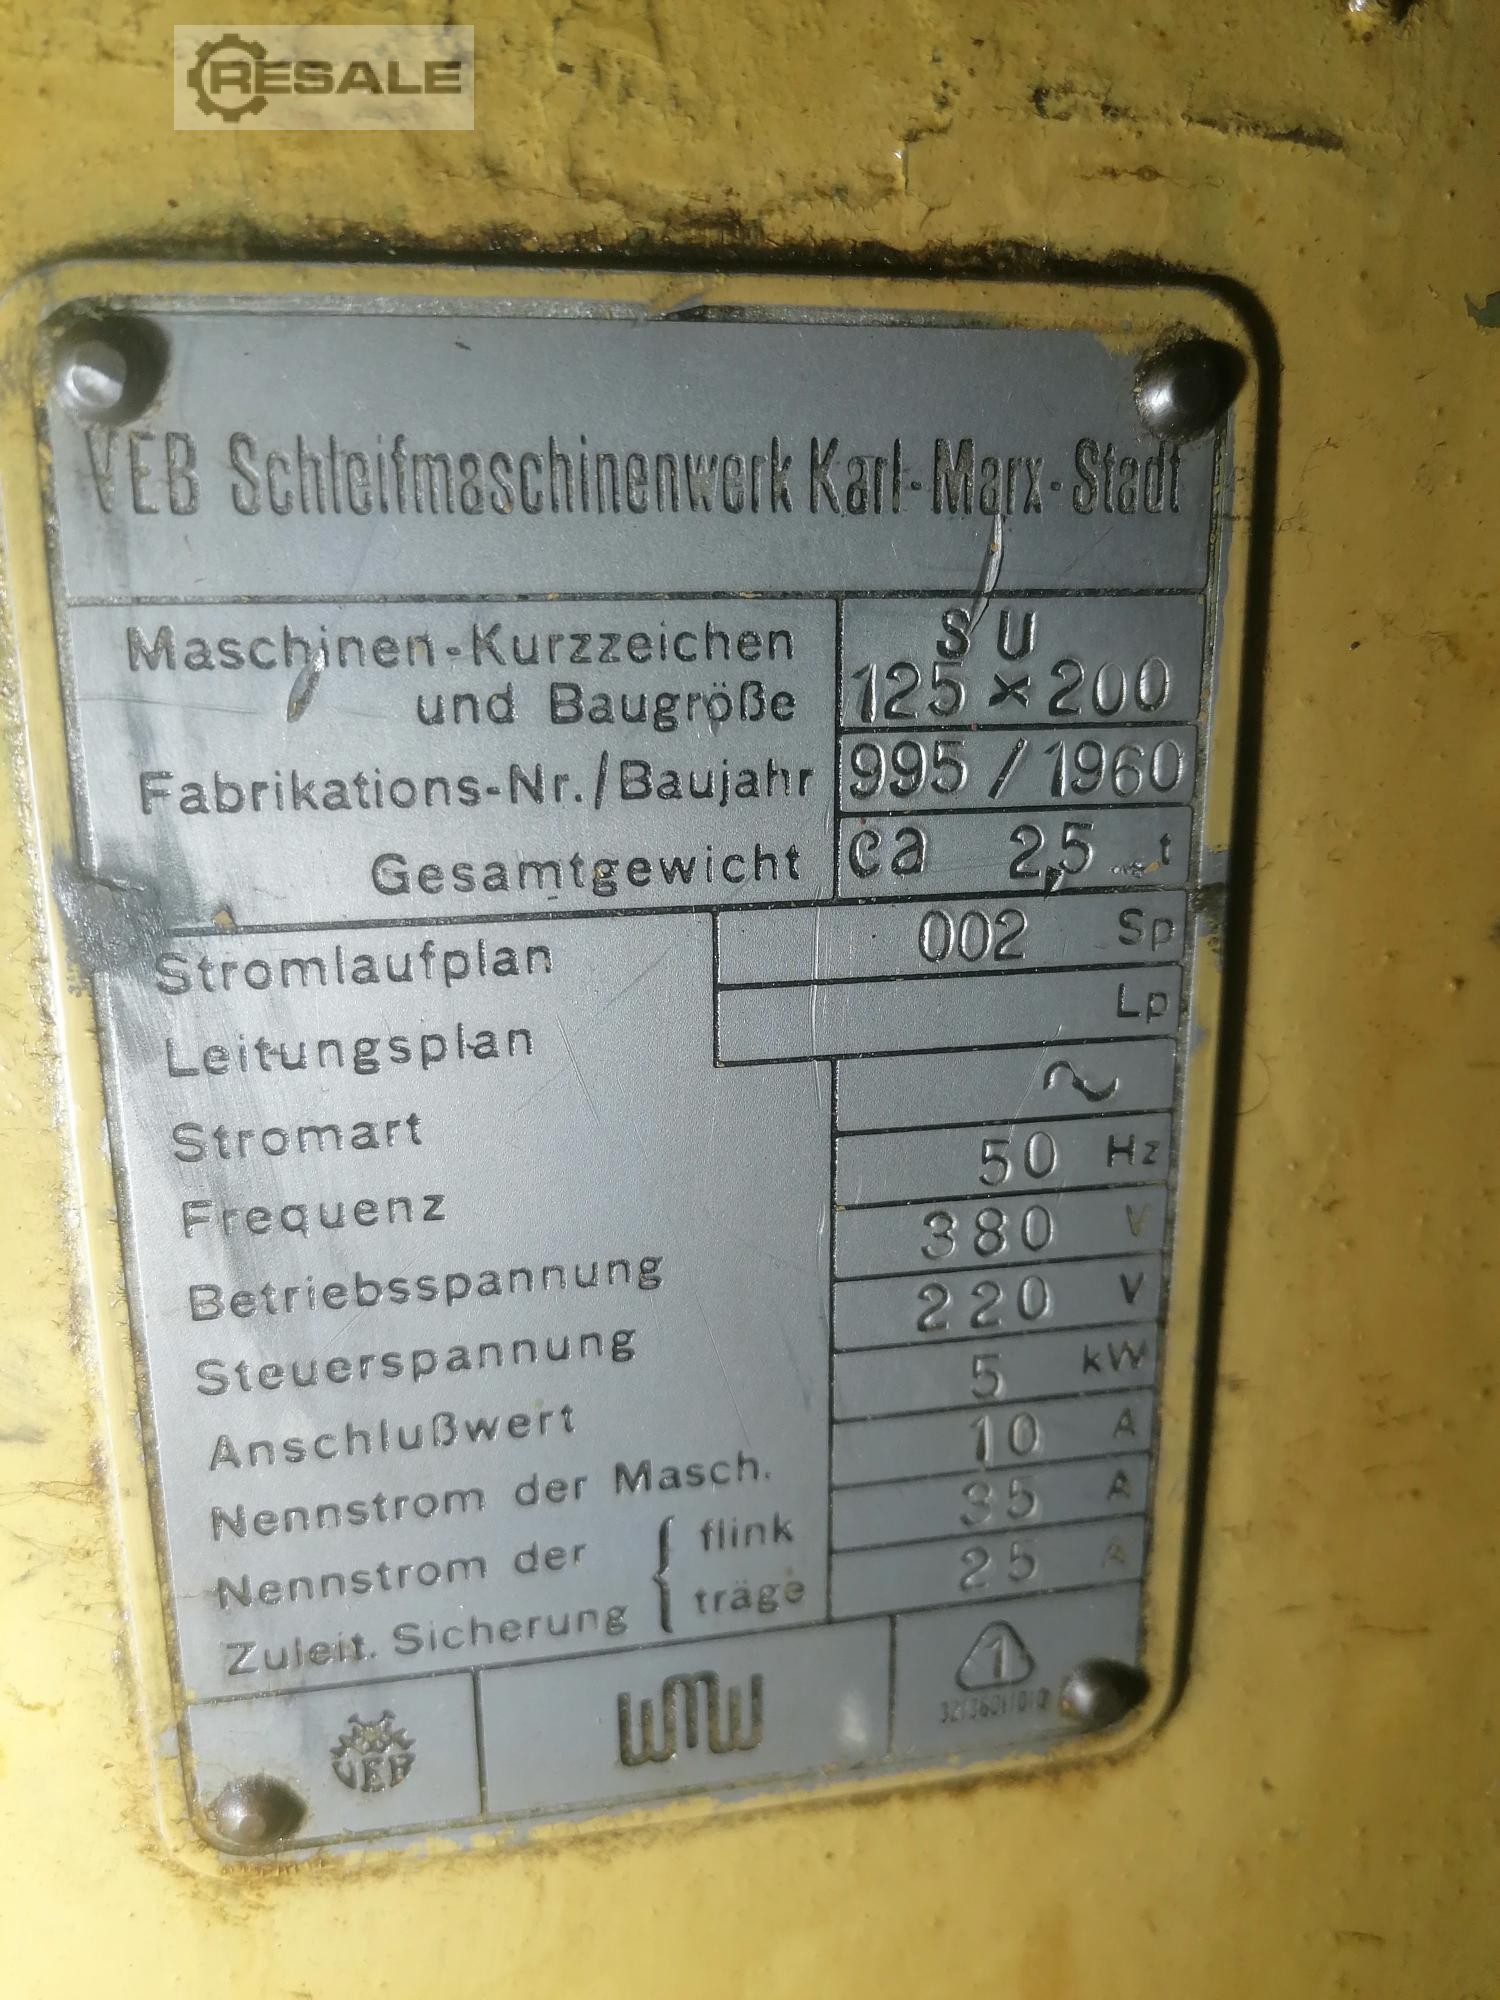 RESALE
VEB Schleifmaschinenwerk Karl-Marx-Stadt
Maschinen-Kurzzeichen SU
und Baugröße 125 × 200
Fabrikations-Nr./Baujahr 995 / 1960
Gesamtgewicht ca 2,5 t
Stromlaufplan 002 Sp
Leitungsplan Lp
Stromart ~
Frequenz 50 Hz
Betriebsspannung 380 V
Steuerspannung 220 V
Anschlußwert 5 kW
Nennstrom der Masch. 10 A
Nennstrom der { flink 35 A
Zuleit. Sicherung { träge 25 A
VEB WMW 1